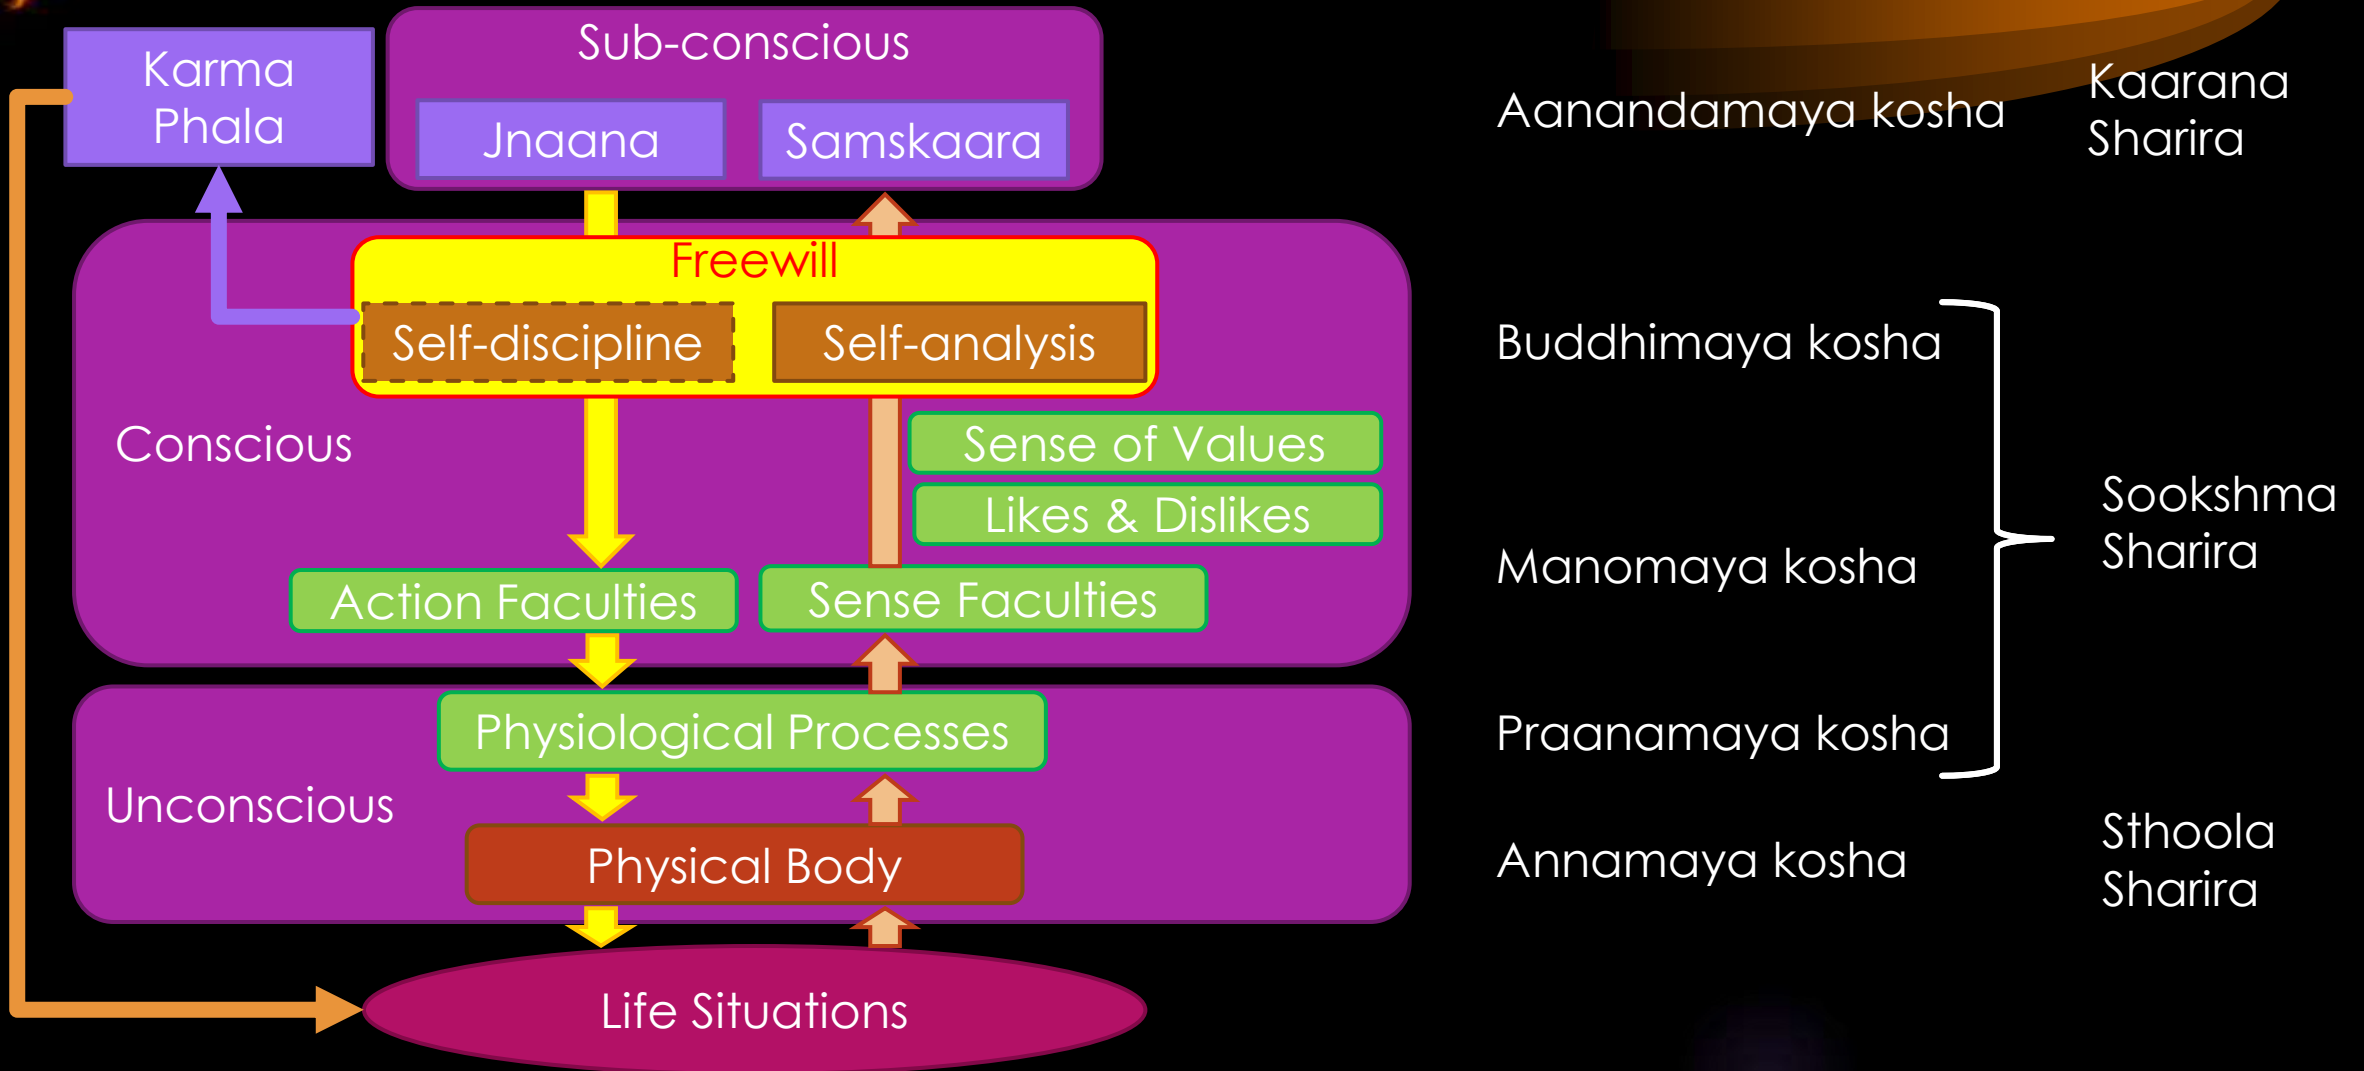 Karma
Phala
Sub-conscious
Jnaana
Samskaara
Aanandamaya kosha
Kaarana
Sharira
Freewill
Self-discipline
Self-analysis
Buddhimaya kosha
Conscious
Sense of Values
Likes & Dislikes
Sookshma
Sharira
Manomaya kosha
Action Faculties
Sense Faculties
Physiological Processes
Praanamaya kosha
Unconscious
Physical Body
Annamaya kosha
Sthoola
Sharira
Life Situations